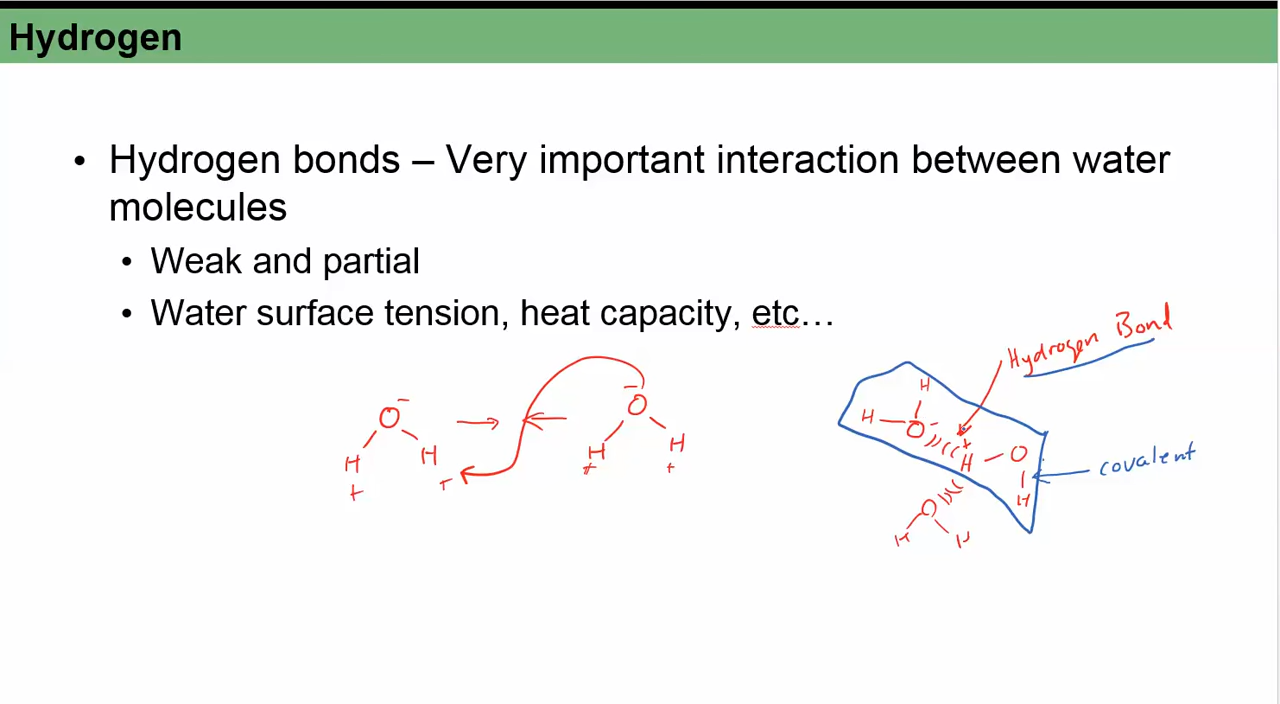 Hydrogen
• Hydrogen bonds – Very important interaction between water
molecules
• Weak and partial
• Water surface tension, heat capacity, etc…
Hydrogen Bond
O-
H
H
+
+
O-
H
H
+
+
H
H
O-
+
H
O
H
covalent
O
H
H